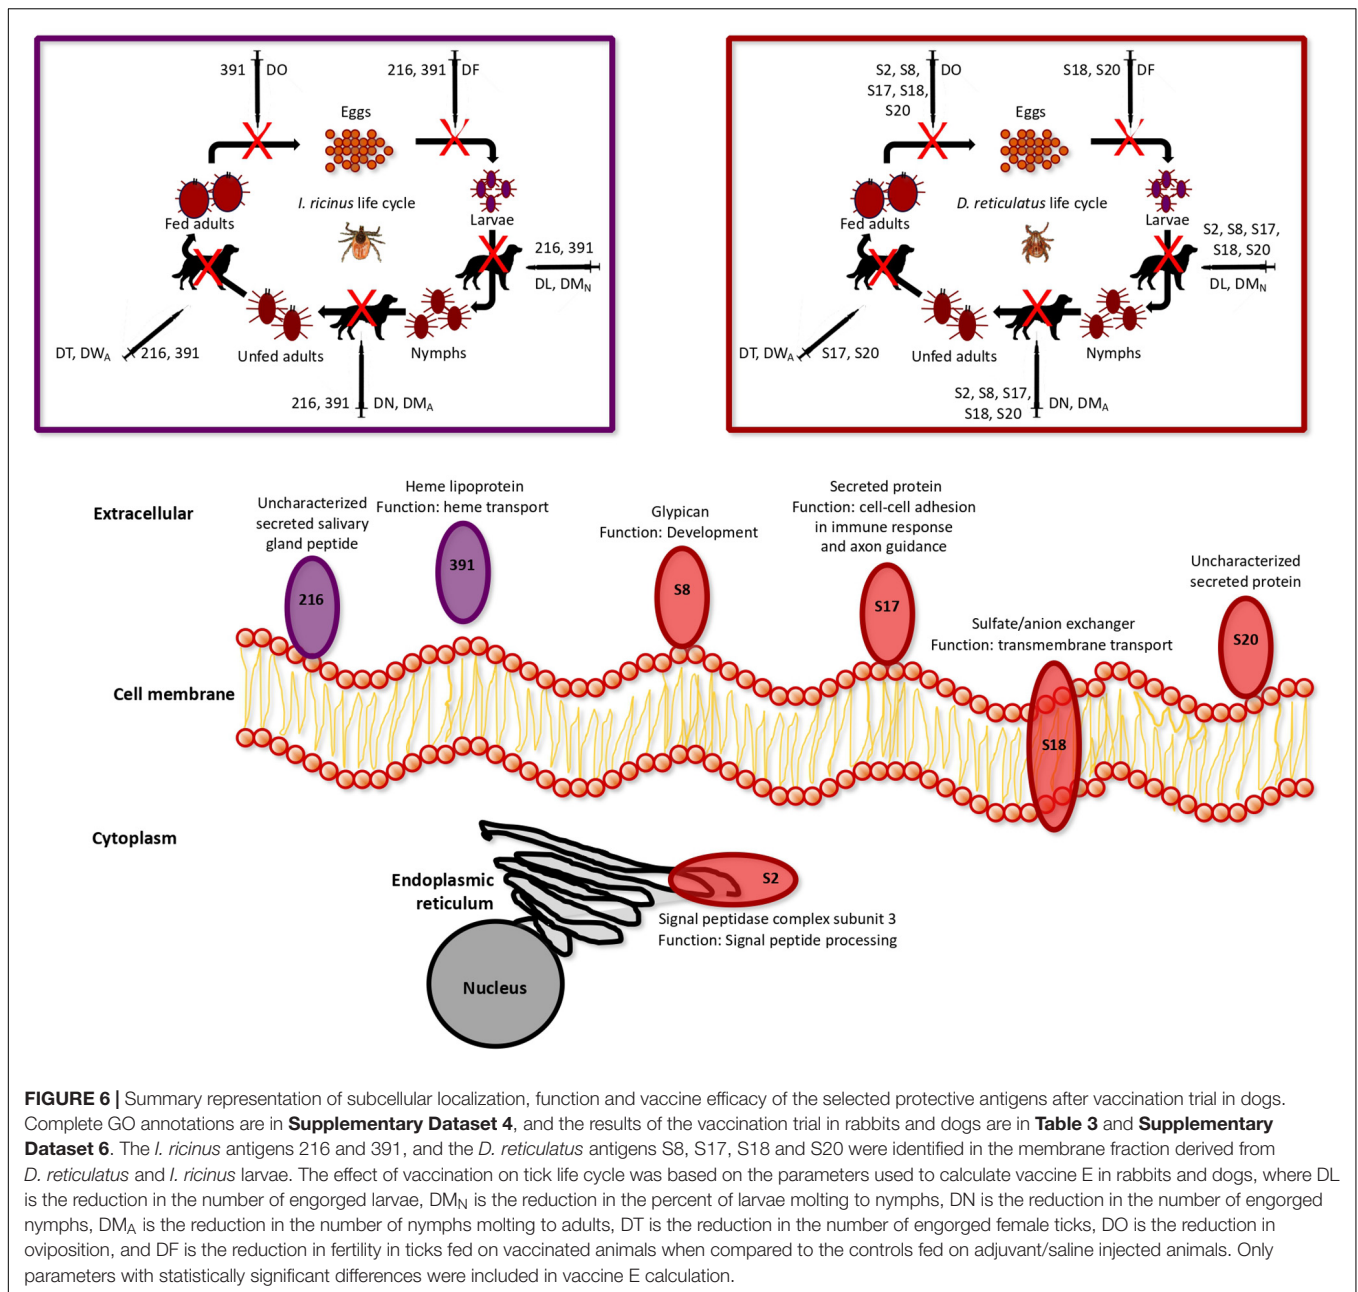 391 DO
216, 391 DF
Eggs
I. ricinus life cycle
Fed adults
Larvae
216, 391
DL, DMN
DT, DWA 216, 391
Unfed adults
Nymphs
216, 391 DN, DMA
S2, S8, DO
S17, S18,
S20
S18, S20 DF
Eggs
D. reticulatus life cycle
Fed adults
Larvae
S2, S8, S17,
S18, S20
DL, DMN
DT, DWA S17, S20
Unfed adults
Nymphs
S2, S8, S17, DN, DMA
S18, S20
Extracellular
Uncharacterized
secreted salivary
gland peptide
216
Heme lipoprotein
Function: heme transport
391
Glypican
Function: Development
S8
Secreted protein
Function: cell-cell adhesion
in immune response
and axon guidance
S17
Sulfate/anion exchanger
Function: transmembrane transport
S18
Uncharacterized
secreted protein
S20
Cell membrane
Cytoplasm
Endoplasmic
reticulum
S2
Signal peptidase complex subunit 3
Function: Signal peptide processing
Nucleus
FIGURE 6 | Summary representation of subcellular localization, function and vaccine efficacy of the selected protective antigens after vaccination trial in dogs.
Complete GO annotations are in Supplementary Dataset 4, and the results of the vaccination trial in rabbits and dogs are in Table 3 and Supplementary
Dataset 6. The I. ricinus antigens 216 and 391, and the D. reticulatus antigens S8, S17, S18 and S20 were identified in the membrane fraction derived from
D. reticulatus and I. ricinus larvae. The effect of vaccination on tick life cycle was based on the parameters used to calculate vaccine E in rabbits and dogs, where DL
is the reduction in the number of engorged larvae, DMN is the reduction in the percent of larvae molting to nymphs, DN is the reduction in the number of engorged
nymphs, DMA is the reduction in the number of nymphs molting to adults, DT is the reduction in the number of engorged female ticks, DO is the reduction in
oviposition, and DF is the reduction in fertility in ticks fed on vaccinated animals when compared to the controls fed on adjuvant/saline injected animals. Only
parameters with statistically significant differences were included in vaccine E calculation.